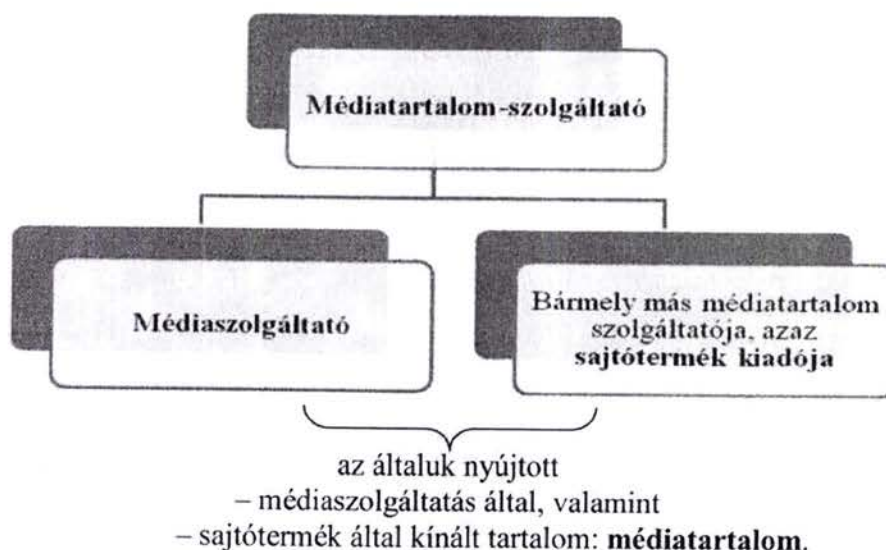 Médiatartalom-szolgáltató
Médiaszolgáltató
Bármely más médiatartalom
szolgáltatója, azaz
sajtótermék kiadója
az általuk nyújtott
– médiaszolgáltatás által, valamint
– sajtótermék által kínált tartalom: médiatartalom.